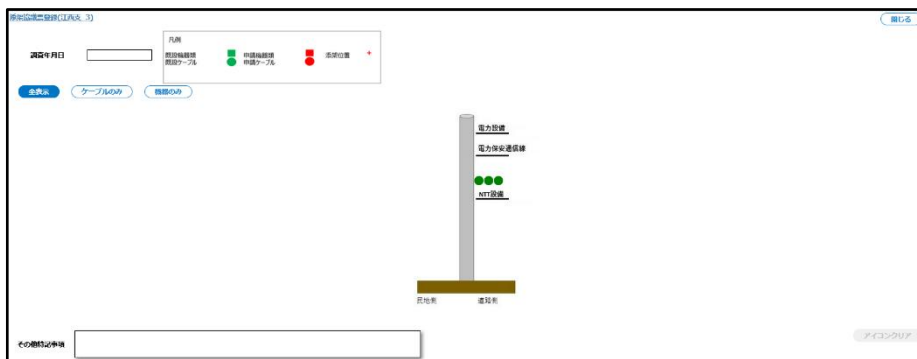 添架協議票登録(江西支_3)
閉じる
調査年月日
凡例
既設機器類 申請機器類 添架位置 +
既設ケーブル 申請ケーブル
全表示 ケーブルのみ 機器のみ
電力設備
電力保安通信線
NTT設備
民地側 道路側
その他特記事項
アイコンクリア